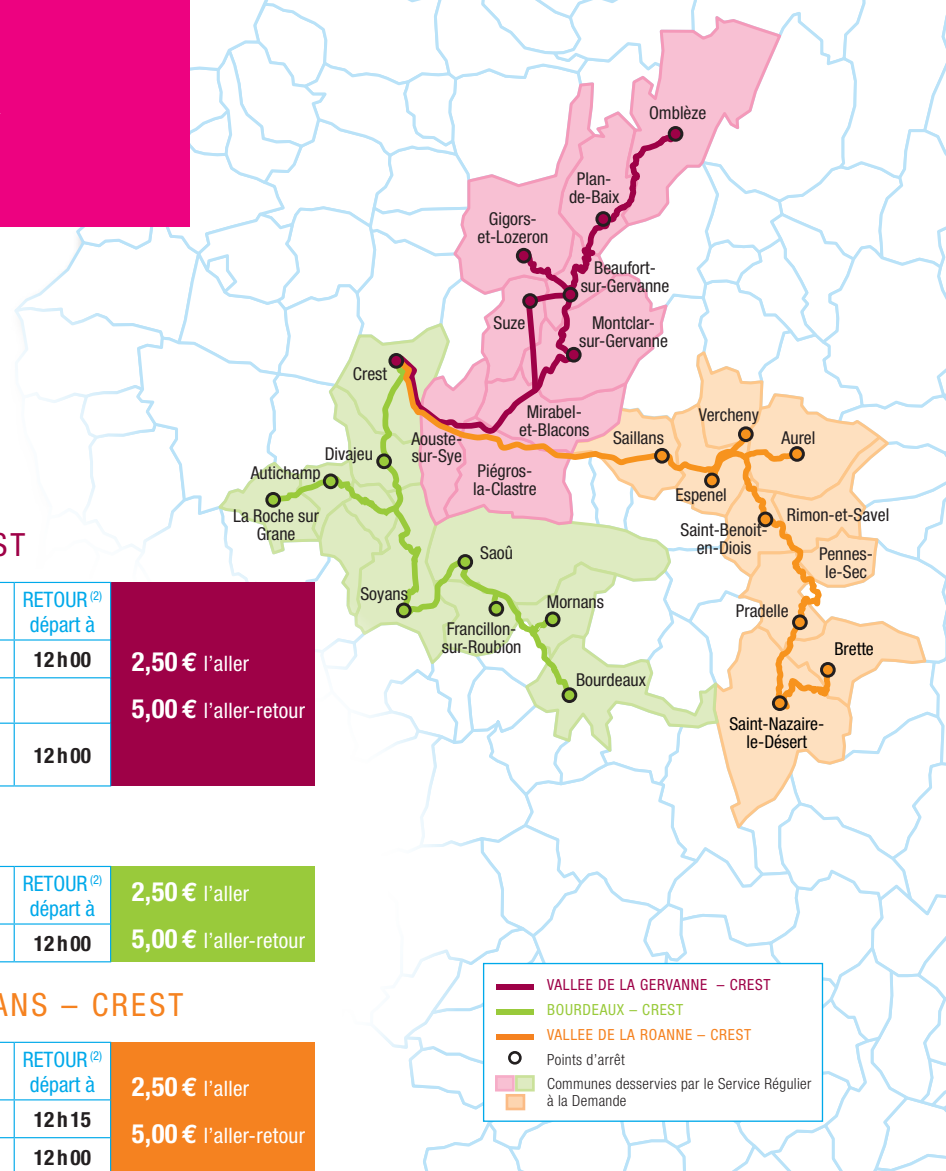 Omblèze
Plan-
de-Baix
Gigors-
et-Lozeron
Beaufort-
sur-Gervanne
Suze
Montclar-
sur-Gervanne
Crest
Mirabel-
et-Blacons
Vercheny
Aouste-
sur-Sye
Saillans
Aurel
Divajeu
Autichamp
Piégros-
la-Clastre
Espenel
La Roche sur
Grane
Saint-Benoit-
en-Diois
Rimon-et-Savel
Saoû
Pennes-
le-Sec
Soyans
Mornans
Francillon-
sur-Roubion
Pradelle
Brette
Bourdeaux
Saint-Nazaire-
le-Désert
ST
RETOUR (2)
départ à
12h00
2,50 € l'aller
5,00 € l'aller-retour
12h00
RETOUR (2)
départ à
12h00
2,50 € l'aller
5,00 € l'aller-retour
ANS – CREST
RETOUR (2)
départ à
12h15
12h00
2,50 € l'aller
5,00 € l'aller-retour
VALLEE DE LA GERVANNE – CREST
BOURDEAUX – CREST
VALLEE DE LA ROANNE – CREST
Points d'arrêt
Communes desservies par le Service Régulier
à la Demande